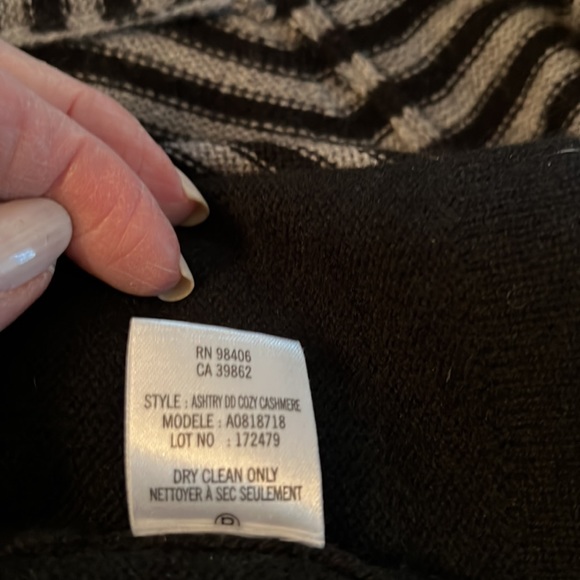 RN 98406
CA 39862
STYLE : ASHTRY DD COZY CASHMERE
MODELE : A0818718
LOT NO : 172479
DRY CLEAN ONLY
NETTOYER À SEC SEULEMENT